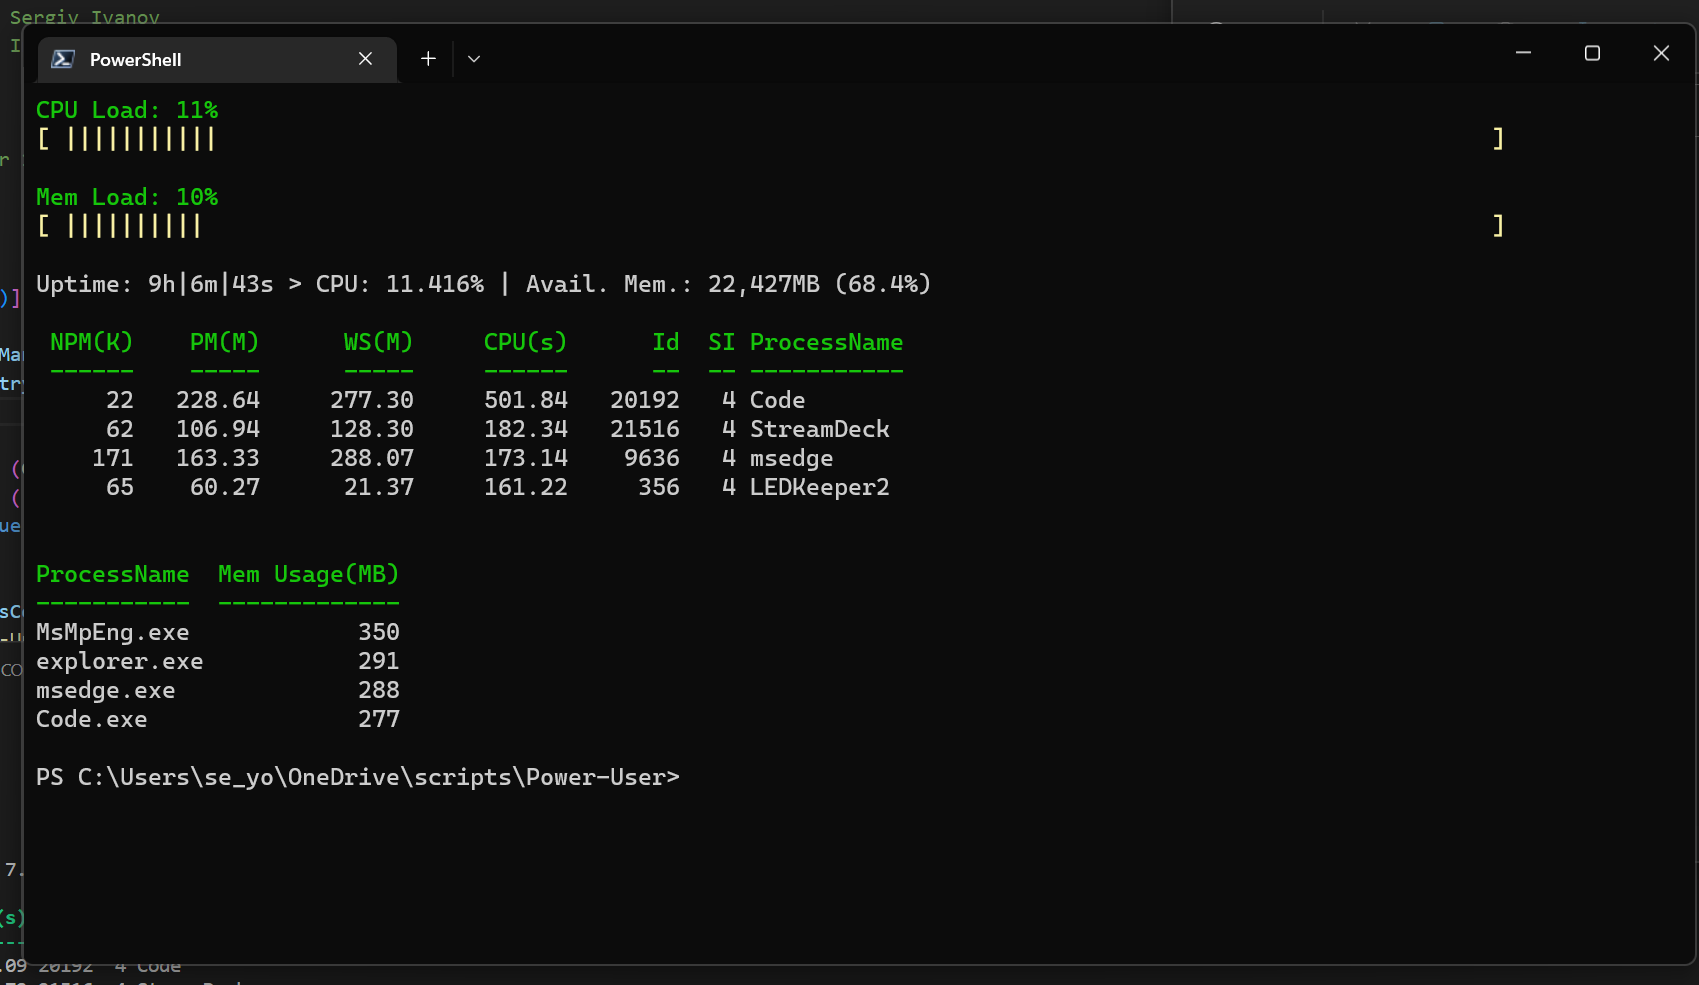 Sergiy Ivanov
PowerShell
CPU Load: 11%
[ ||||||||||| ]
Mem Load: 10%
[ |||||||||| ]
Uptime: 9h|6m|43s > CPU: 11.416% | Avail. Mem.: 22,427MB (68.4%)
NPM(K) PM(M) WS(M) CPU(s) Id SI ProcessName
------ ----- ----- ------ -- -- -----------
22 228.64 277.30 501.84 20192 4 Code
62 106.94 128.30 182.34 21516 4 StreamDeck
171 163.33 288.07 173.14 9636 4 msedge
65 60.27 21.37 161.22 356 4 LEDKeeper2
ProcessName Mem Usage(MB)
----------- -------------
MsMpEng.exe 350
explorer.exe 291
msedge.exe 288
Code.exe 277
PS C:\Users\se_yo\OneDrive\scripts\Power-User>
.09 20192 4 Code